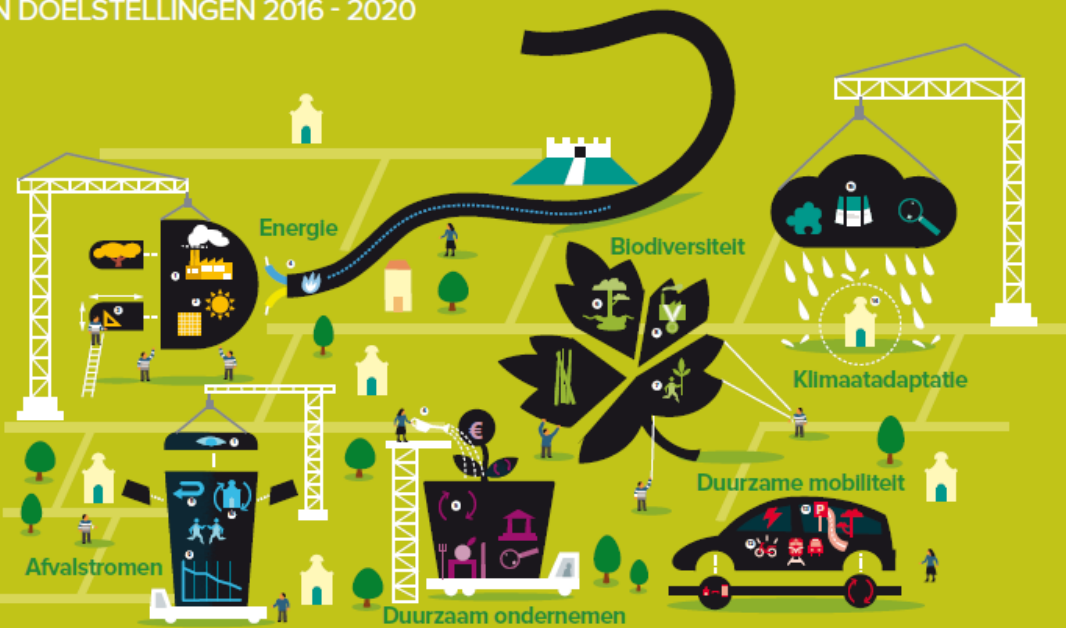 N DOELSTELLINGEN 2016 - 2020
Energie
Biodiversiteit
Klimaatadaptatie
Duurzame mobiliteit
P
€
Afvalstromen
Duurzaam ondernemen